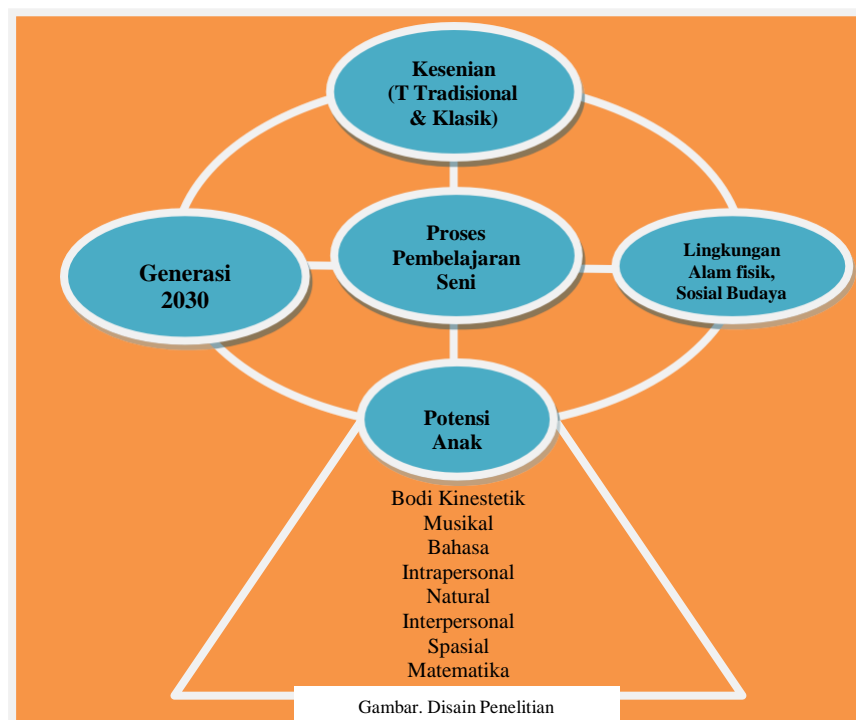 Kesenian
(T Tradisional
& Klasik)
Generasi
2030
Proses
Pembelajaran
Seni
Lingkungan
Alam fisik,
Sosial Budaya
Potensi
Anak
Bodi Kinestetik
Musikal
Bahasa
Intrapersonal
Natural
Interpersonal
Spasial
Matematika
Gambar. Disain Penelitian